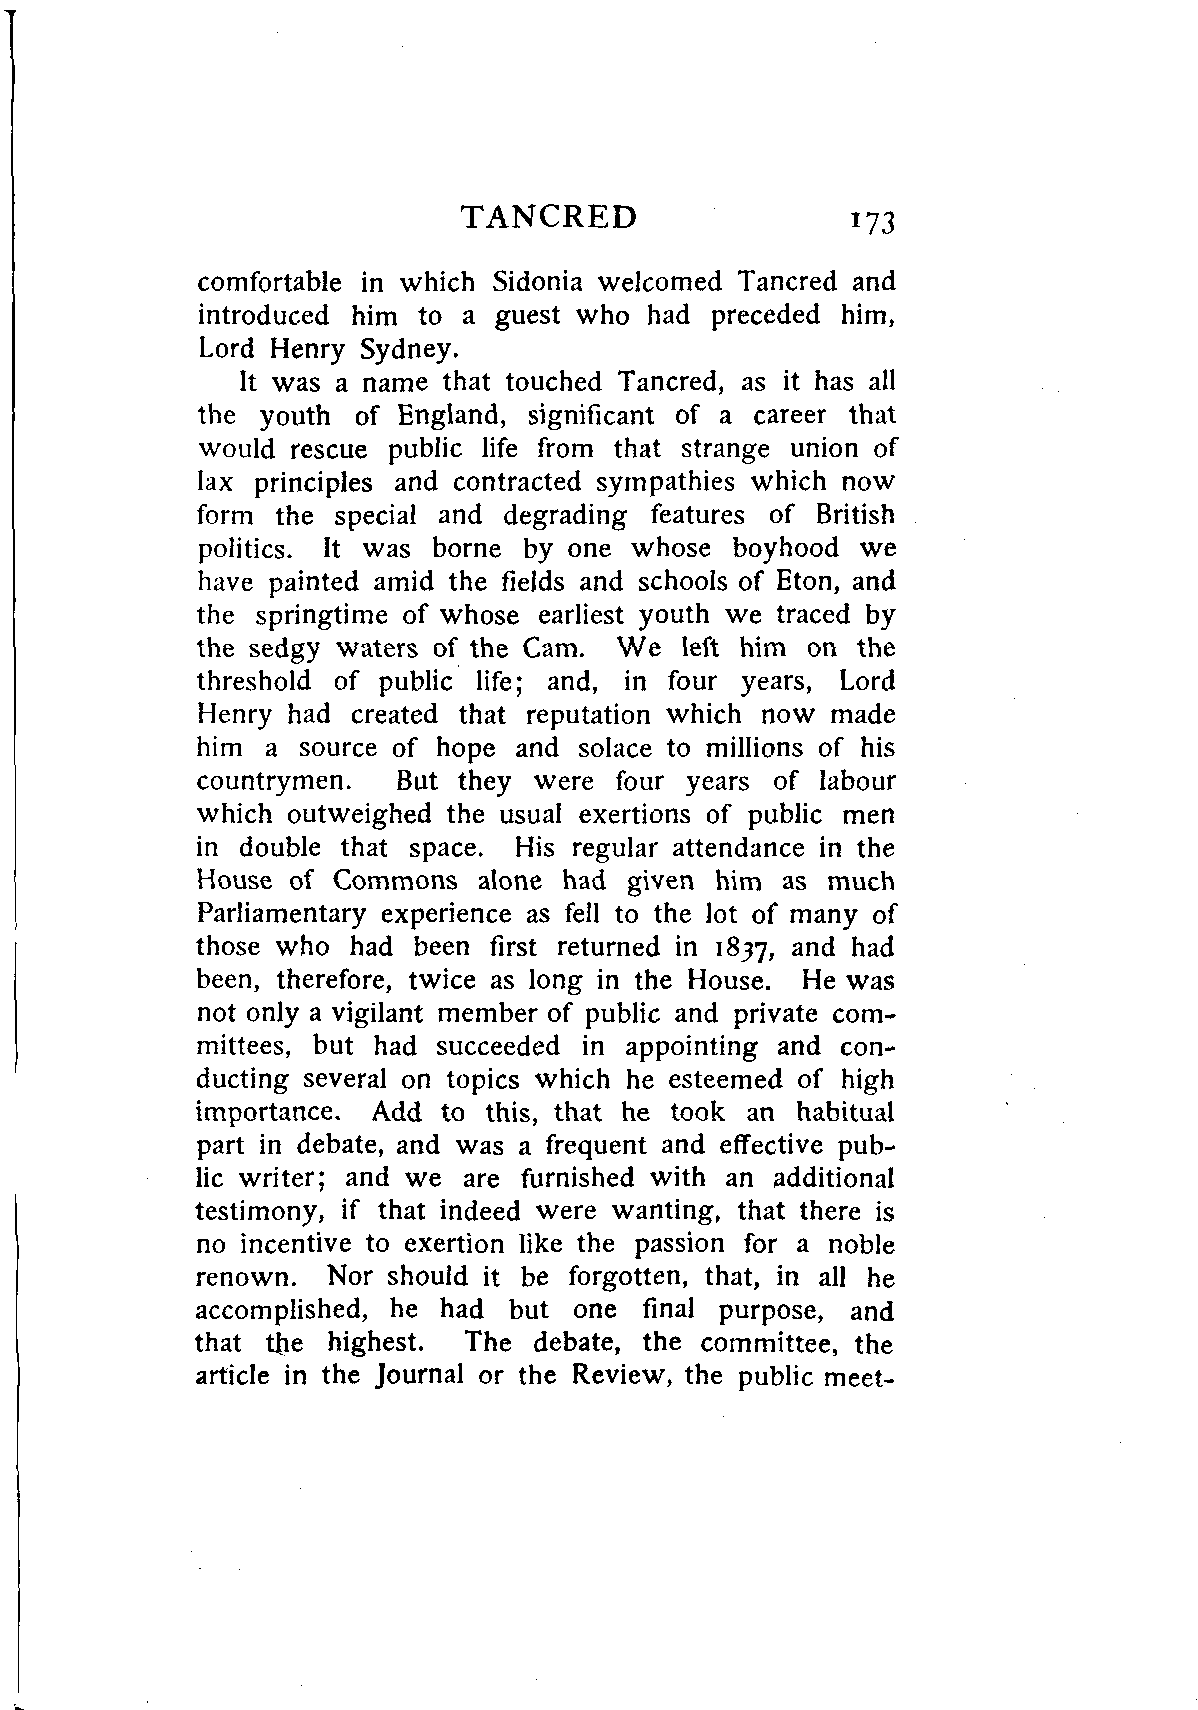 TANCRED 173
comfortable in which Sidonia welcomed Tancred and
introduced him to a guest who had preceded him,
Lord Henry Sydney.
It was a name that touched Tancred, as it has all
the youth of England, significant of a career that
would rescue public life from that strange union of
lax principles and contracted sympathies which now
form the special and degrading features of British
politics. It was borne by one whose boyhood we
have painted amid the fields and schools of Eton, and
the springtime of whose earliest youth we traced by
the sedgy waters of the Cam. We left him on the
threshold of public life; and, in four years, Lord
Henry had created that reputation which now made
him a source of hope and solace to millions of his
countrymen. But they were four years of labour
which outweighed the usual exertions of public men
in double that space. His regular attendance in the
House of Commons alone had given him as much
Parliamentary experience as fell to the lot of many of
those who had been first returned in 1837, and had
been, therefore, twice as long in the House. He was
not only a vigilant member of public and private com-
mittees, but had succeeded in appointing and con-
ducting several on topics which he esteemed of high
importance. Add to this, that he took an habitual
part in debate, and was a frequent and effective pub-
lic writer; and we are furnished with an additional
testimony, if that indeed were wanting, that there is
no incentive to exertion like the passion for a noble
renown. Nor should it be forgotten, that, in all he
accomplished, he had but one final purpose, and
that the highest. The debate, the committee, the
article in the Journal or the Review, the public meet-